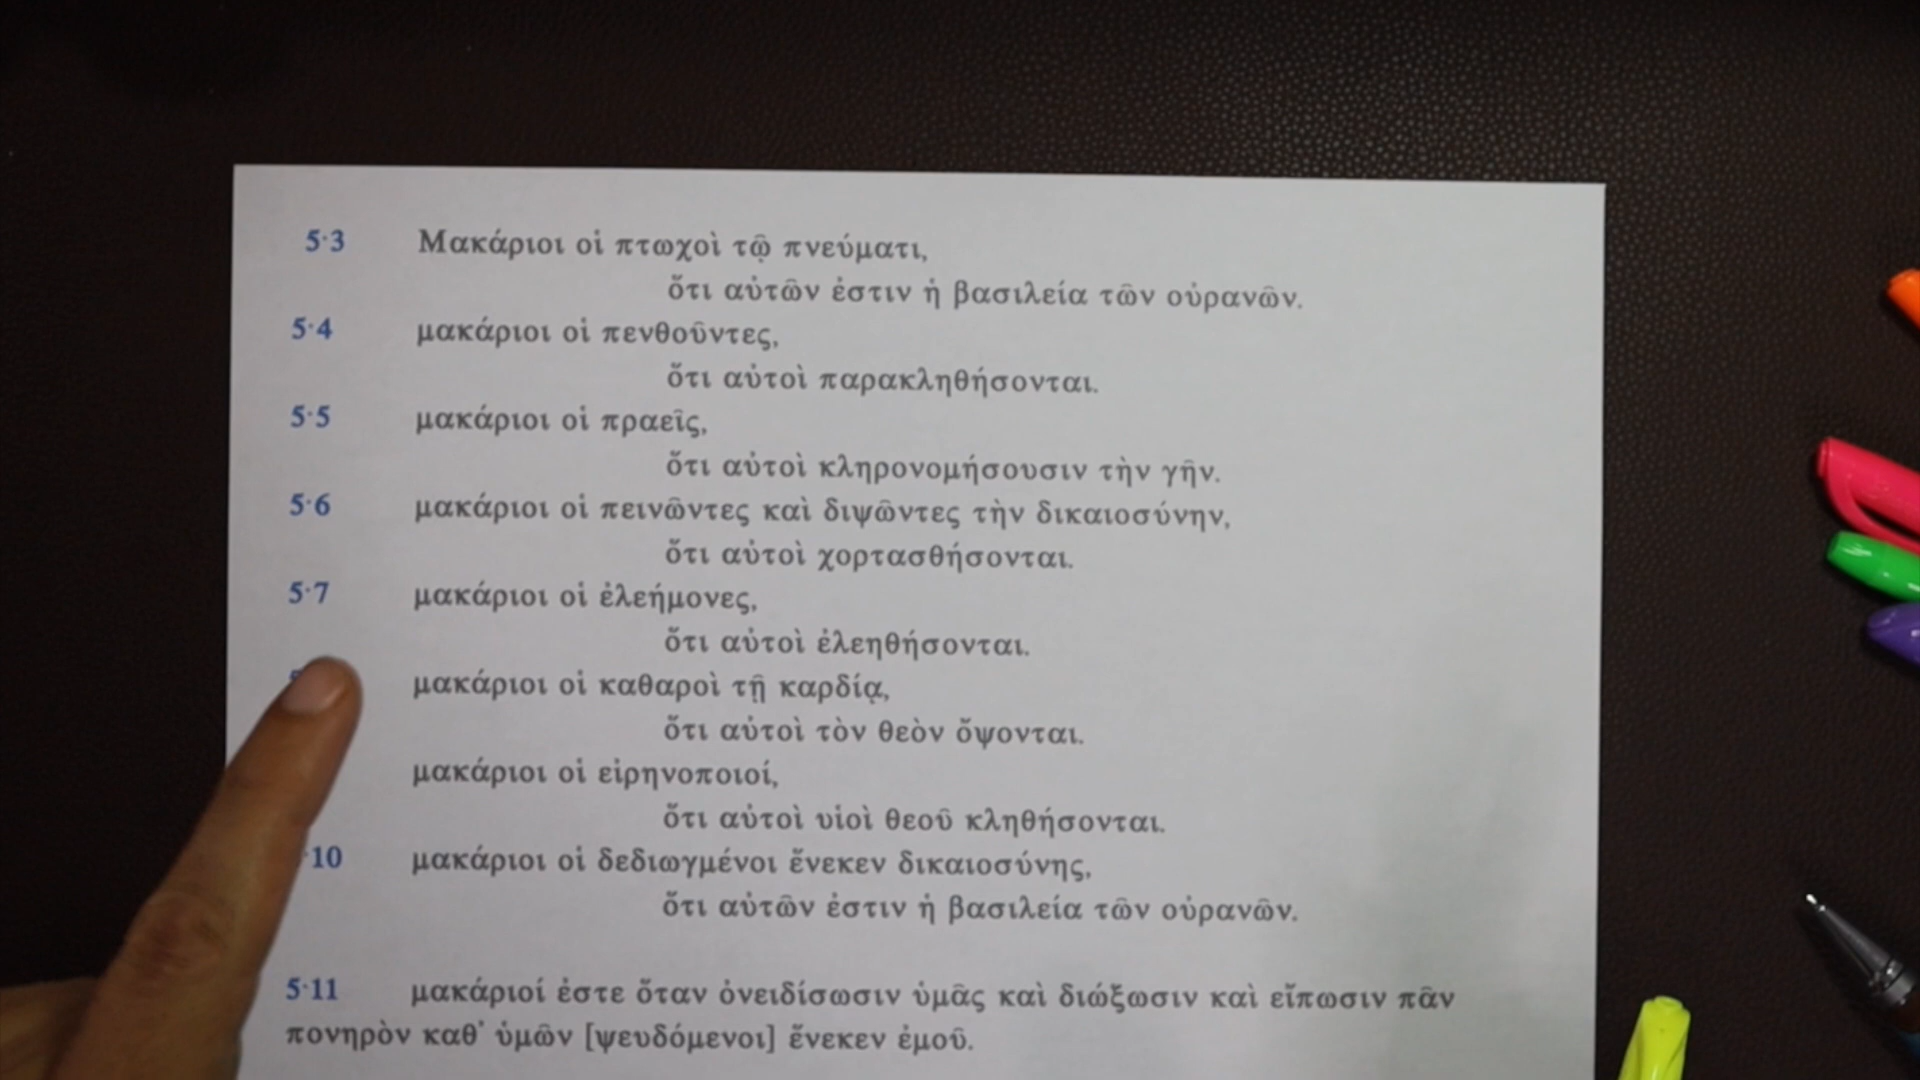 5·3 Μακάριοι οἱ πτωχοὶ τῷ πνεύματι,
ὅτι αὐτῶν ἐστιν ἡ βασιλεία τῶν οὐρανῶν.
5·4 μακάριοι οἱ πενθοῦντες,
ὅτι αὐτοὶ παρακληθήσονται.
5·5 μακάριοι οἱ πραεῖς,
ὅτι αὐτοὶ κληρονομήσουσιν τὴν γῆν.
5·6 μακάριοι οἱ πεινῶντες καὶ διψῶντες τὴν δικαιοσύνην,
ὅτι αὐτοὶ χορτασθήσονται.
5·7 μακάριοι οἱ ἐλεήμονες,
ὅτι αὐτοὶ ἐλεηθήσονται.
μακάριοι οἱ καθαροὶ τῇ καρδίᾳ,
ὅτι αὐτοὶ τὸν θεὸν ὄψονται.
μακάριοι οἱ εἰρηνοποιοί,
ὅτι αὐτοὶ υἱοὶ θεοῦ κληθήσονται.
·10 μακάριοι οἱ δεδιωγμένοι ἕνεκεν δικαιοσύνης,
ὅτι αὐτῶν ἐστιν ἡ βασιλεία τῶν οὐρανῶν.
5·11 μακάριοί ἐστε ὅταν ὀνειδίσωσιν ὑμᾶς καὶ διώξωσιν καὶ εἴπωσιν πᾶν
πονηρὸν καθ᾽ ὑμῶν [ψευδόμενοι] ἕνεκεν ἐμοῦ.